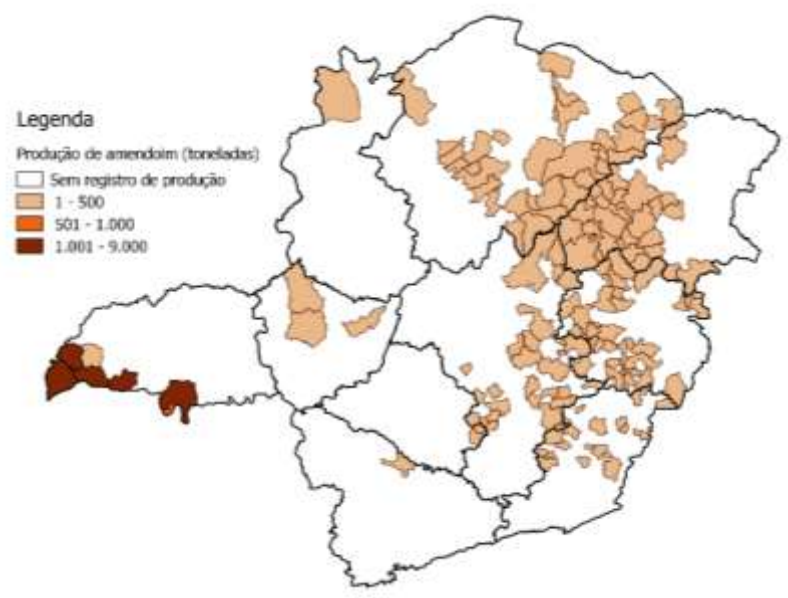 Legenda
Produção de amendoim (toneladas)
Sem registro de produção
1 - 500
501 - 1.000
1.001 - 9.000